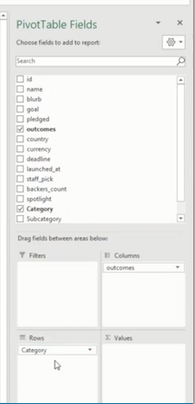 PivotTable Fields
Choose fields to add to report:
Search
id
name
blurb
goal
pledged
outcomes
country
currency
deadline
launched_at
staff_pick
backers_count
spotlight
Category
Subcategory
Drag fields between areas below:
Filters
Columns
outcomes
Rows
Values
Category